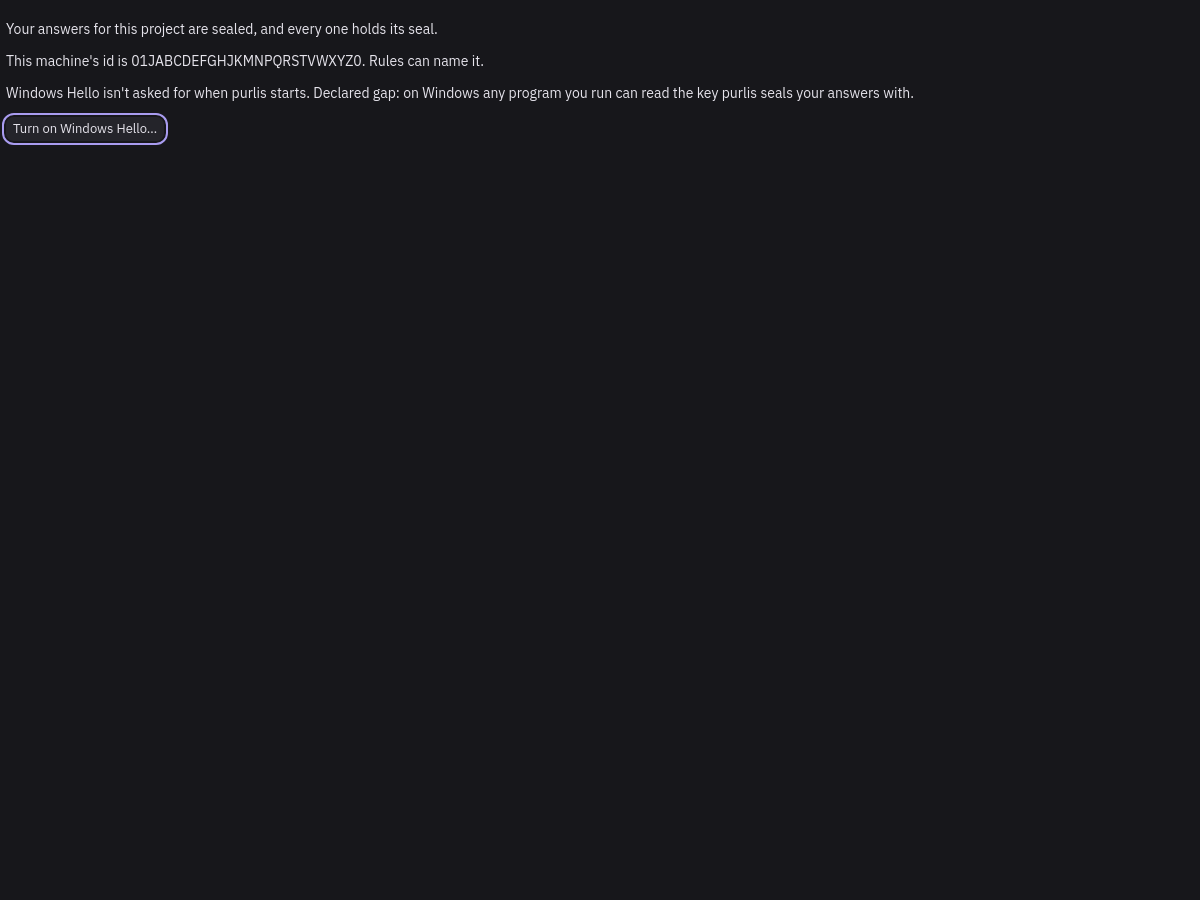 Your answers for this project are sealed, and every one holds its seal.
This machine's id is 01JABCDEFGHJKMNPQRSTVWXYZ0. Rules can name it.
Windows Hello isn't asked for when purlis starts. Declared gap: on Windows any program you run can read the key purlis seals your answers with.
Turn on Windows Hello...